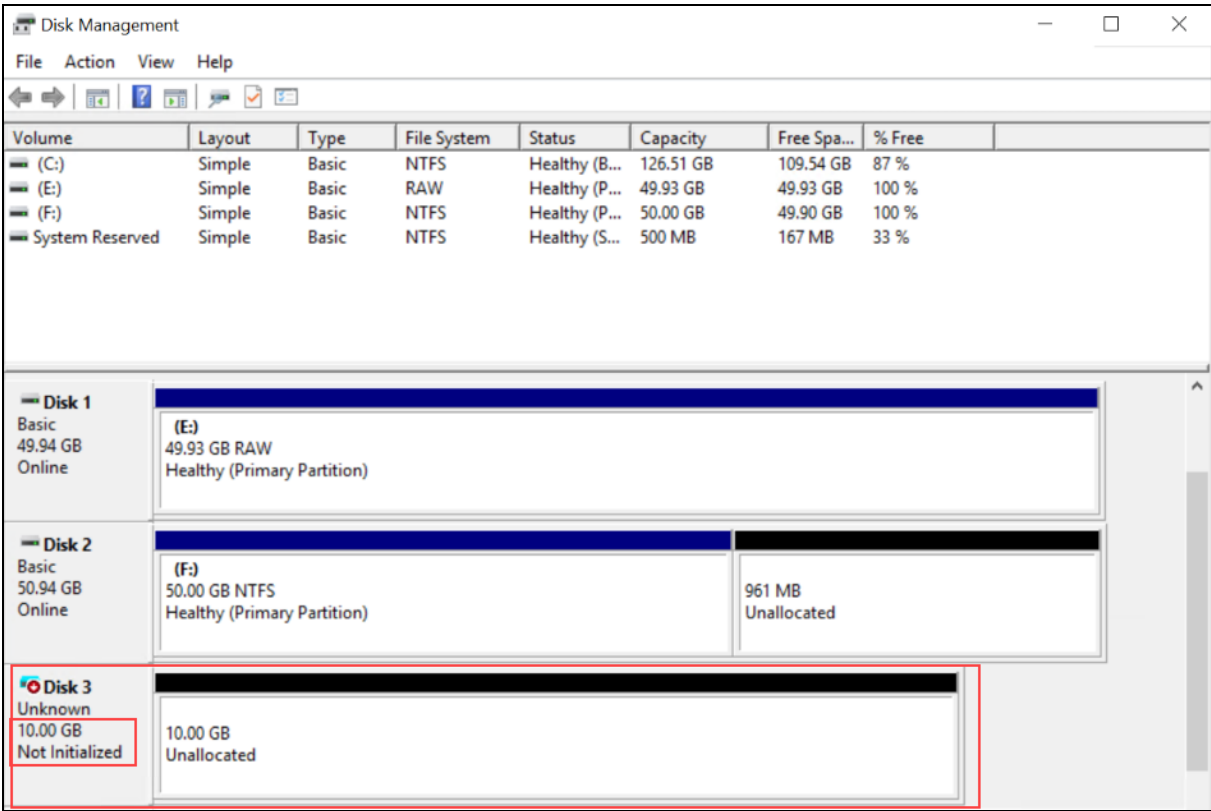 Disk Management
File Action View Help
Volume Layout Type File System Status Capacity Free Spa... % Free
(C:) Simple Basic NTFS Healthy (B... 126.51 GB 109.54 GB 87 %
(E:) Simple Basic RAW Healthy (P... 49.93 GB 49.93 GB 100 %
(F:) Simple Basic NTFS Healthy (P... 50.00 GB 49.90 GB 100 %
System Reserved Simple Basic NTFS Healthy (S... 500 MB 167 MB 33 %
Disk 1
Basic
49.94 GB
Online
(E:)
49.93 GB RAW
Healthy (Primary Partition)
Disk 2
Basic
50.94 GB
Online
(F:)
50.00 GB NTFS
Healthy (Primary Partition)
961 MB
Unallocated
Disk 3
Unknown
10.00 GB
Not Initialized
10.00 GB
Unallocated